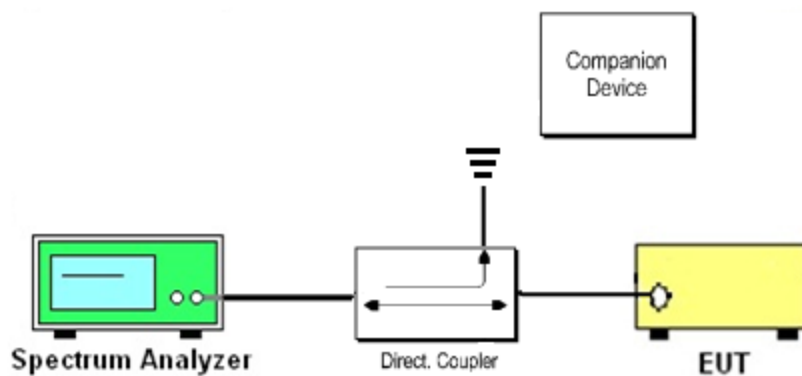 Companion
Device
Spectrum Analyzer
Direct. Coupler
EUT